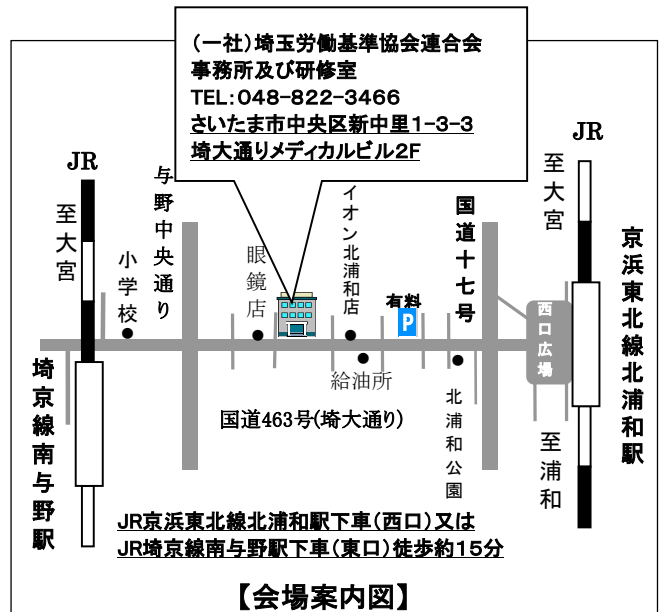 (一社)埼玉労働基準協会連合会
事務所及び研修室
TEL:048-822-3466
さいたま市中央区新中里1-3-3
埼大通りメディカルビル2F
JR
至大宮
小学校
与野中央通り
眼鏡店
イオン北浦和店
有料
P
国道十七号
JR
至大宮
西口広場
京浜東北線北浦和駅
埼京線南与野駅
給油所
国道463号(埼大通り)
北浦和公園
至浦和
JR京浜東北線北浦和駅下車(西口)又は
JR埼京線南与野駅下車(東口)徒歩約15分
【会場案内図】